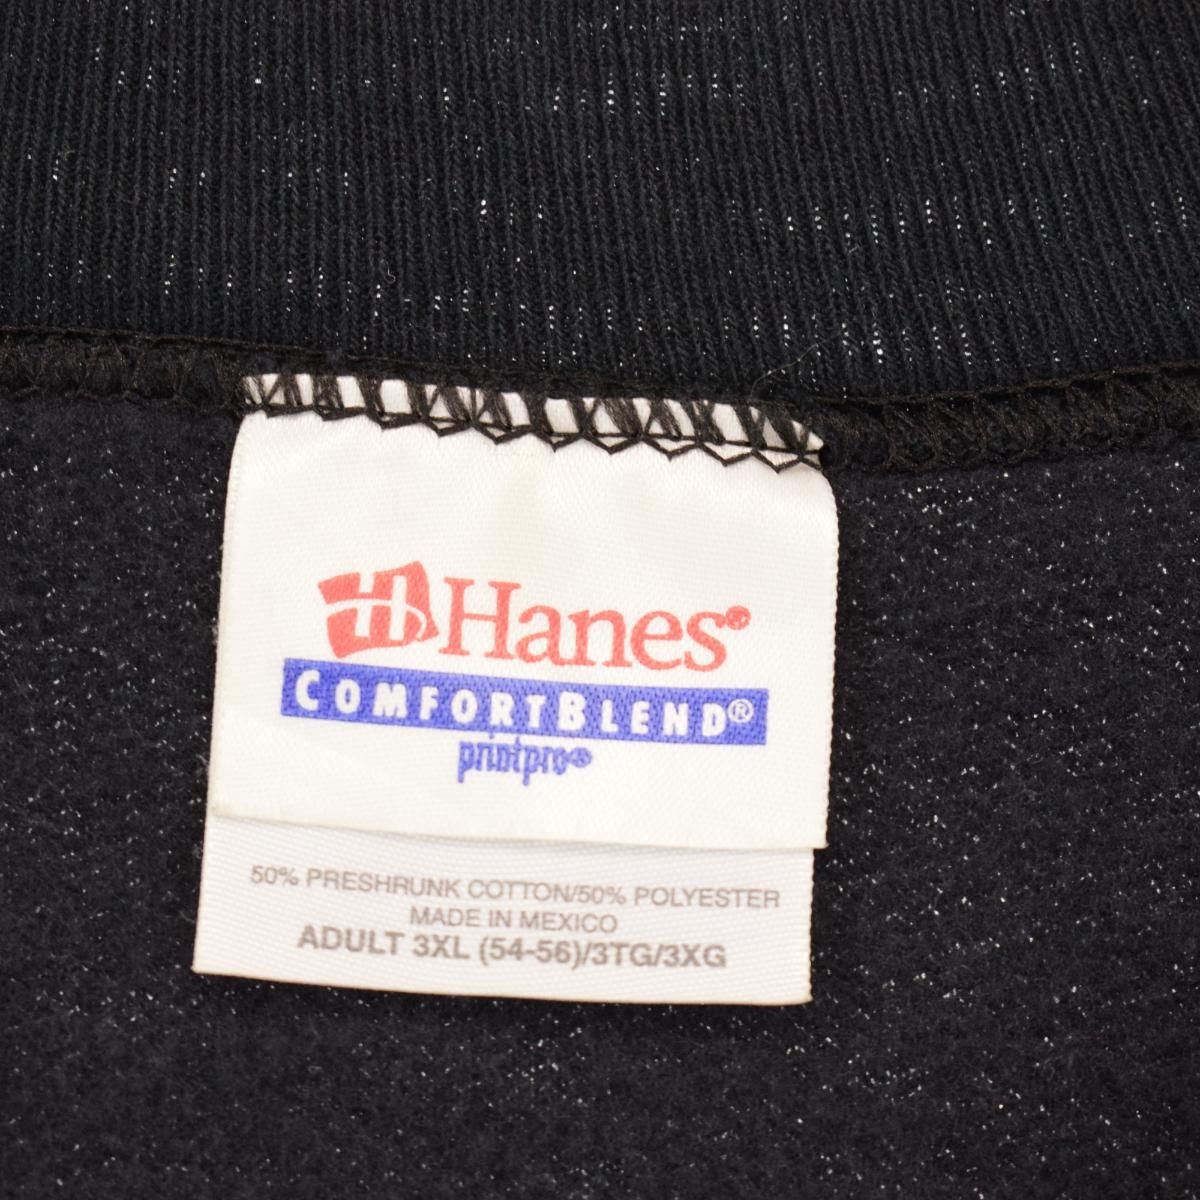 H Hanes®
COMFORTBLEND®
printpro®
50% PRESHRUNK COTTON/50% POLYESTER
MADE IN MEXICO
ADULT 3XL (54-56)/3TG/3XG